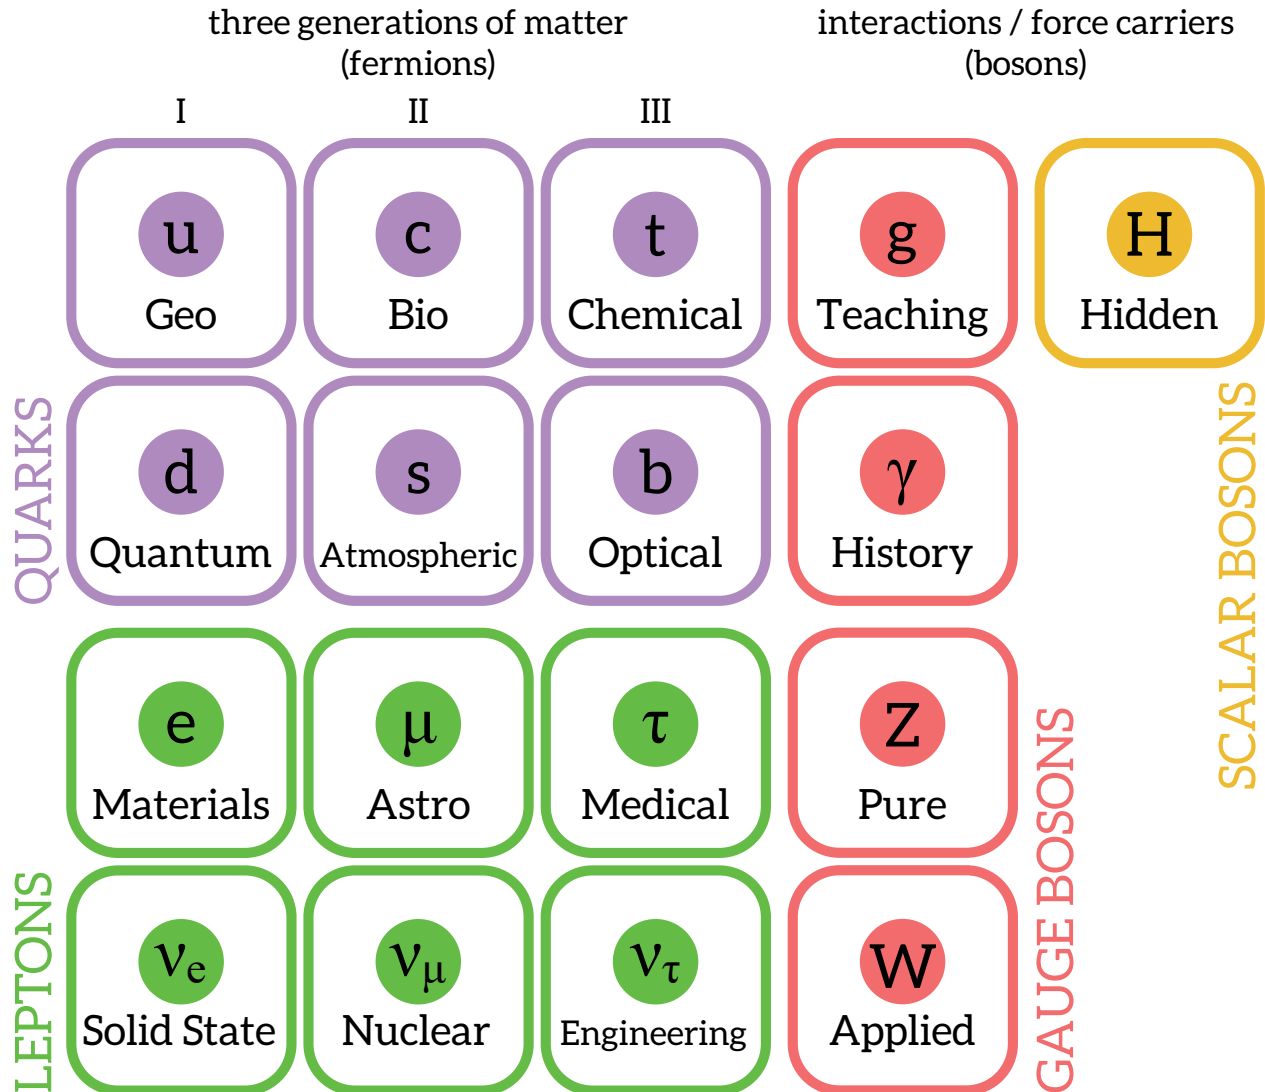 three generations of matter
(fermions)
interactions / force carriers
(bosons)
I
II
III
u
Geo
c
Bio
t
Chemical
g
Teaching
H
Hidden
QUARKS
d
Quantum
s
Atmospheric
b
Optical
γ
History
SCALAR BOSONS
e
Materials
μ
Astro
τ
Medical
Z
Pure
LEPTONS
νe
Solid State
νμ
Nuclear
ντ
Engineering
W
Applied
GAUGE BOSONS